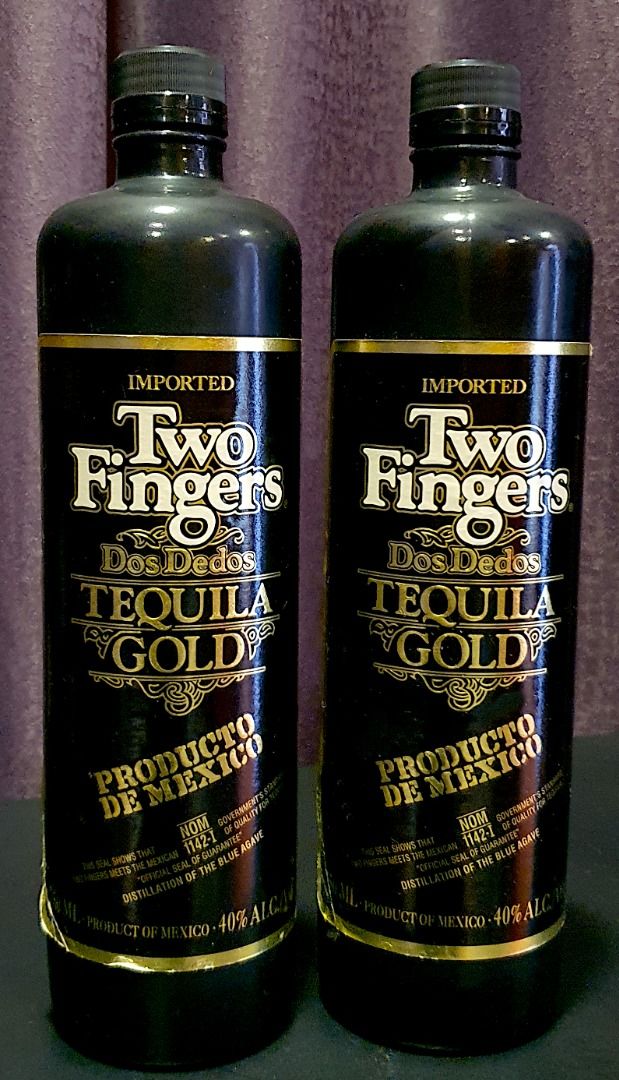 IMPORTED
Two
Fingers
Dos Dedos
TEQUILA
GOLD
PRODUCTO
DE MEXICO
THIS SEAL SHOWS THAT NOM GOVERNMENT'S
TWO FINGERS MEETS THE MEXICAN 1142-I OF QUALITY FOR
"OFFICIAL SEAL OF GUARANTEE"
DISTILLATION OF THE BLUE AGAVE
ML · PRODUCT OF MEXICO · 40% ALC./
IMPORTED
Two
Fingers
Dos Dedos
TEQUILA
GOLD
PRODUCTO
DE MEXICO
THIS SEAL SHOWS THAT NOM GOVERNMENT'S STANDARD
TWO FINGERS MEETS THE MEXICAN 1142-I OF QUALITY FOR
"OFFICIAL SEAL OF GUARANTEE"
DISTILLATION OF THE BLUE AGAVE
ML · PRODUCT OF MEXICO · 40% ALC./